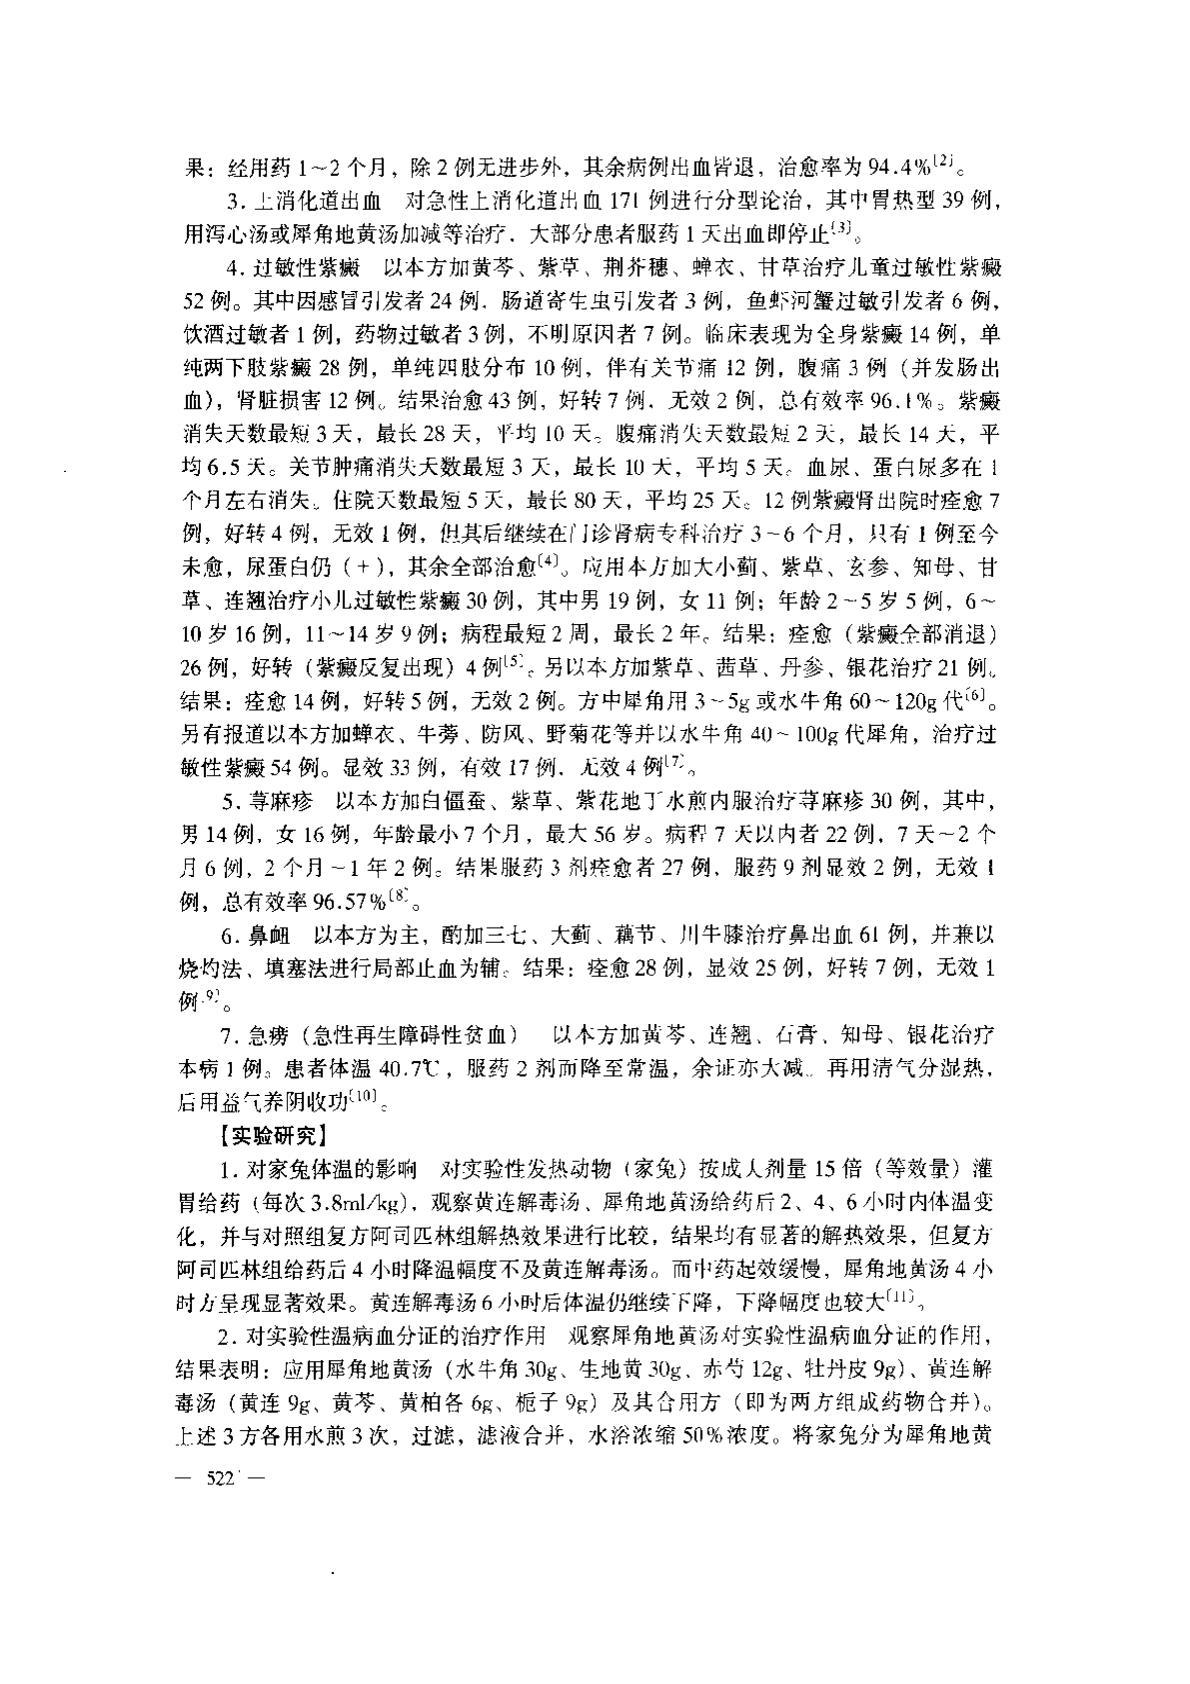 果：经用药 1～2 个月，除 2 例无进步外，其余病例出血皆退，治愈率为 94.4%〔2〕。
3. 上消化道出血　对急性上消化道出血 171 例进行分型论治，其中胃热型 39 例，
用泻心汤或犀角地黄汤加减等治疗．大部分患者服药 1 天出血即停止〔3〕。
4. 过敏性紫癜　以本方加黄芩、紫草、荆芥穗、蝉衣、甘草治疗儿童过敏性紫癜
52 例。其中因感冒引发者 24 例．肠道寄生虫引发者 3 例，鱼虾河蟹过敏引发者 6 例，
饮酒过敏者 1 例，药物过敏者 3 例，不明原因者 7 例。临床表现为全身紫癜 14 例，单
纯两下肢紫癜 28 例，单纯四肢分布 10 例，伴有关节痛 12 例，腹痛 3 例（并发肠出
血），肾脏损害 12 例。结果治愈 43 例，好转 7 例．无效 2 例，总有效率 96.1%。紫癜
消失天数最短 3 天，最长 28 天，平均 10 天。腹痛消失天数最短 2 天，最长 14 天，平
均 6.5 天。关节肿痛消失天数最短 3 天，最长 10 天，平均 5 天。血尿、蛋白尿多在 1
个月左右消失。住院天数最短 5 天，最长 80 天，平均 25 天。12 例紫癜肾出院时痊愈 7
例，好转 4 例，无效 1 例，但其后继续在门诊肾病专科治疗 3～6 个月，只有 1 例至今
未愈，尿蛋白仍（+），其余全部治愈〔4〕。应用本方加大小蓟、紫草、玄参、知母、甘
草、连翘治疗小儿过敏性紫癜 30 例，其中男 19 例，女 11 例；年龄 2～5 岁 5 例，6～
10 岁 16 例，11～14 岁 9 例；病程最短 2 周，最长 2 年。结果：痊愈（紫癜全部消退）
26 例，好转（紫癜反复出现）4 例〔5〕。另以本方加紫草、茜草、丹参、银花治疗 21 例。
结果：痊愈 14 例，好转 5 例，无效 2 例。方中犀角用 3～5g 或水牛角 60～120g 代〔6〕。
另有报道以本方加蝉衣、牛蒡、防风、野菊花等并以水牛角 40～100g 代犀角，治疗过
敏性紫癜 54 例。显效 33 例，有效 17 例．无效 4 例〔7〕。
5. 荨麻疹　以本方加白僵蚕、紫草、紫花地丁水煎内服治疗荨麻疹 30 例，其中，
男 14 例，女 16 例，年龄最小 7 个月，最大 56 岁。病程 7 天以内者 22 例，7 天～2 个
月 6 例，2 个月～1 年 2 例。结果服药 3 剂痊愈者 27 例，服药 9 剂显效 2 例，无效 1
例，总有效率 96.57%〔8〕。
6. 鼻衄　以本方为主，酌加三七、大蓟、藕节、川牛膝治疗鼻出血 61 例，并兼以
烧灼法、填塞法进行局部止血为辅。结果：痊愈 28 例，显效 25 例，好转 7 例，无效 1
例〔9〕。
7. 急痨（急性再生障碍性贫血）　以本方加黄芩、连翘、石膏、知母、银花治疗
本病 1 例。患者体温 40.7℃，服药 2 剂而降至常温，余证亦大减。再用清气分湿热，
后用益气养阴收功〔10〕。
【实验研究】
1. 对家兔体温的影响　对实验性发热动物（家兔）按成人剂量 15 倍（等效量）灌
胃给药（每次 3.8ml/kg），观察黄连解毒汤、犀角地黄汤给药后 2、4、6 小时内体温变
化，并与对照组复方阿司匹林组解热效果进行比较，结果均有显著的解热效果，但复方
阿司匹林组给药后 4 小时降温幅度不及黄连解毒汤。而中药起效缓慢，犀角地黄汤 4 小
时方呈现显著效果。黄连解毒汤 6 小时后体温仍继续下降，下降幅度也较大〔11〕。
2. 对实验性温病血分证的治疗作用　观察犀角地黄汤对实验性温病血分证的作用，
结果表明：应用犀角地黄汤（水牛角 30g、生地黄 30g、赤芍 12g、牡丹皮 9g）、黄连解
毒汤（黄连 9g、黄芩、黄柏各 6g、栀子 9g）及其合用方（即为两方组成药物合并）。
上述 3 方各用水煎 3 次，过滤，滤液合并，水浴浓缩 50%浓度。将家兔分为犀角地黄
— 522 —